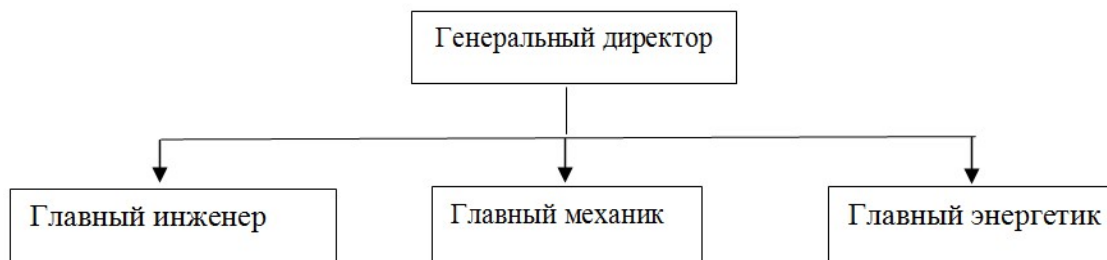 Генеральный директор
Главный инженер
Главный механик
Главный энергетик